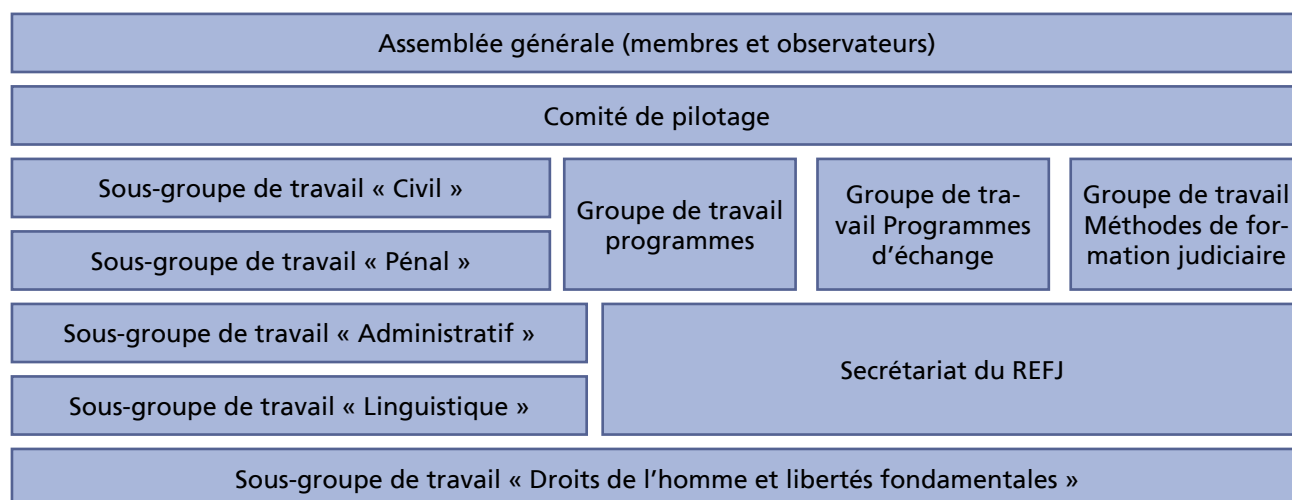 Assemblée générale (membres et observateurs)
Comité de pilotage
Sous-groupe de travail « Civil »
Sous-groupe de travail « Pénal »
Groupe de travail
programmes
Groupe de tra-
vail Programmes
d’échange
Groupe de travail
Méthodes de for-
mation judiciaire
Sous-groupe de travail « Administratif »
Sous-groupe de travail « Linguistique »
Secrétariat du REFJ
Sous-groupe de travail « Droits de l’homme et libertés fondamentales »